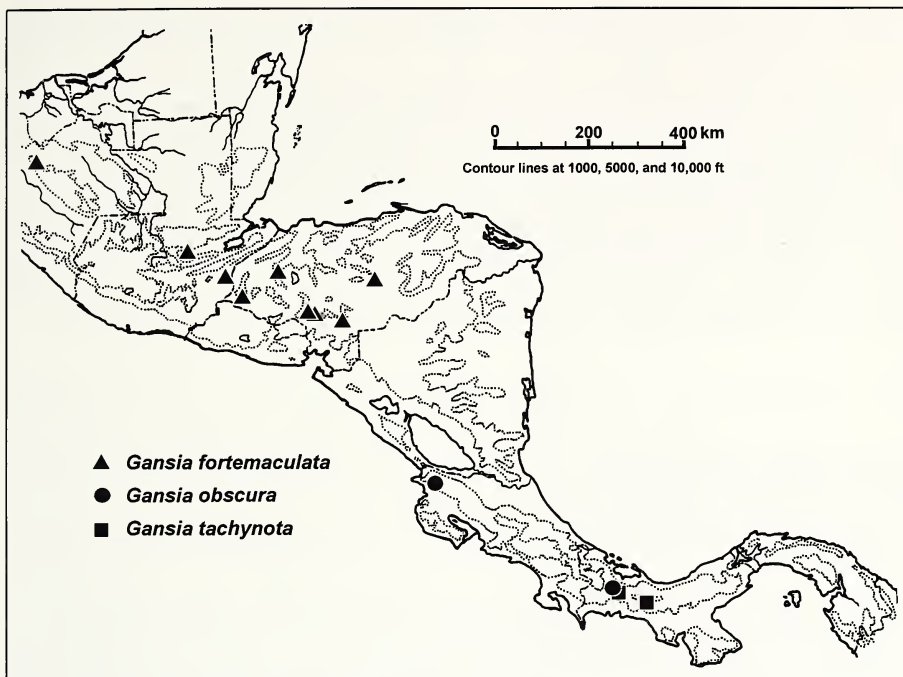 0 200 400 km
Contour lines at 1000, 5000, and 10,000 ft
Gansia fortemaculata
Gansia obscura
Gansia tachynota